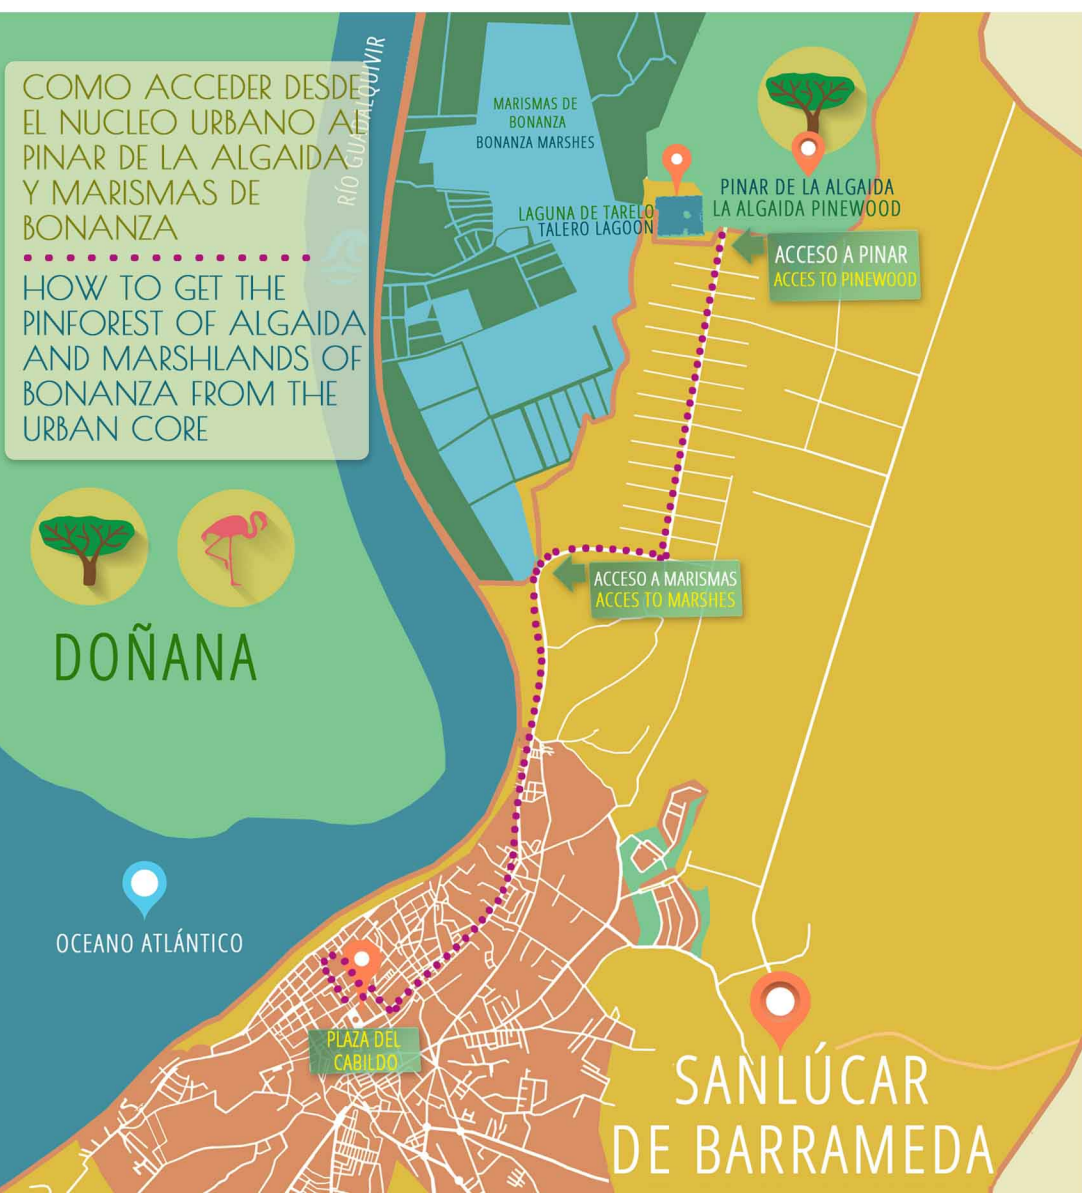 COMO ACCEDER DESDE
EL NUCLEO URBANO AL
PINAR DE LA ALGAIDA
Y MARISMAS DE
BONANZA
HOW TO GET THE
PINFOREST OF ALGAIDA
AND MARSHLANDS OF
BONANZA FROM THE
URBAN CORE
RÍO GUADALQUIVIR
MARISMAS DE
BONANZA
BONANZA MARSHES
LAGUNA DE TARELO
TALERO LAGOON
PINAR DE LA ALGAIDA
LA ALGAIDA PINEWOOD
ACCESO A PINAR
ACCES TO PINEWOOD
ACCESO A MARISMAS
ACCES TO MARSHES
DOÑANA
OCEANO ATLÁNTICO
PLAZA DEL
CABILDO
SANLÚCAR
DE BARRAMEDA